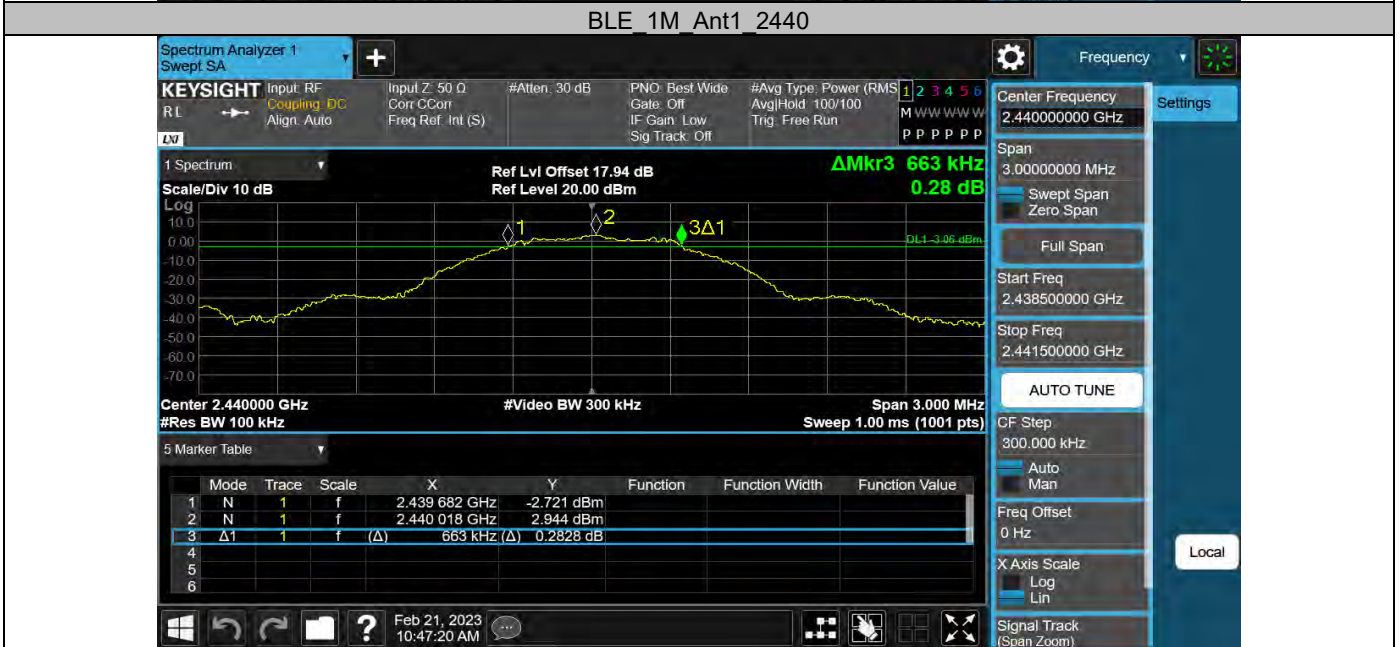 BLE_1M_Ant1_2440
Spectrum Analyzer 1
Swept SA
+
Frequency
KEYSIGHT
RL
LXI
Input: RF
Coupling: DC
Align: Auto
Input Z: 50 Ω
Corr CCorr
Freq Ref: Int (S)
#Atten: 30 dB
PNO: Best Wide
Gate: Off
IF Gain: Low
Sig Track: Off
#Avg Type: Power (RMS
Avg|Hold: 100/100
Trig: Free Run
1 2 3 4 5 6
M W W W W W
P P P P P P
Center Frequency
2.440000000 GHz
Settings
Span
3.00000000 MHz
Swept Span
Zero Span
Full Span
Start Freq
2.438500000 GHz
Stop Freq
2.441500000 GHz
AUTO TUNE
CF Step
300.000 kHz
Auto
Man
Freq Offset
0 Hz
X Axis Scale
Log
Lin
Signal Track
(Span Zoom)
Local
1 Spectrum
Scale/Div 10 dB
Ref Lvl Offset 17.94 dB
Ref Level 20.00 dBm
ΔMkr3 663 kHz
0.28 dB
Log
10.0
0.00
-10.0
-20.0
-30.0
-40.0
-50.0
-60.0
-70.0
1
2
3Δ1
DL1 -3.06 dBm
Center 2.440000 GHz
#Video BW 300 kHz
Span 3.000 MHz
#Res BW 100 kHz
Sweep 1.00 ms (1001 pts)
5 Marker Table
Mode Trace Scale X Y Function Function Width Function Value
1 N 1 f 2.439 682 GHz -2.721 dBm
2 N 1 f 2.440 018 GHz 2.944 dBm
3 Δ1 1 f (Δ) 663 kHz (Δ) 0.2828 dB
4
5
6
?
Feb 21, 2023
10:47:20 AM